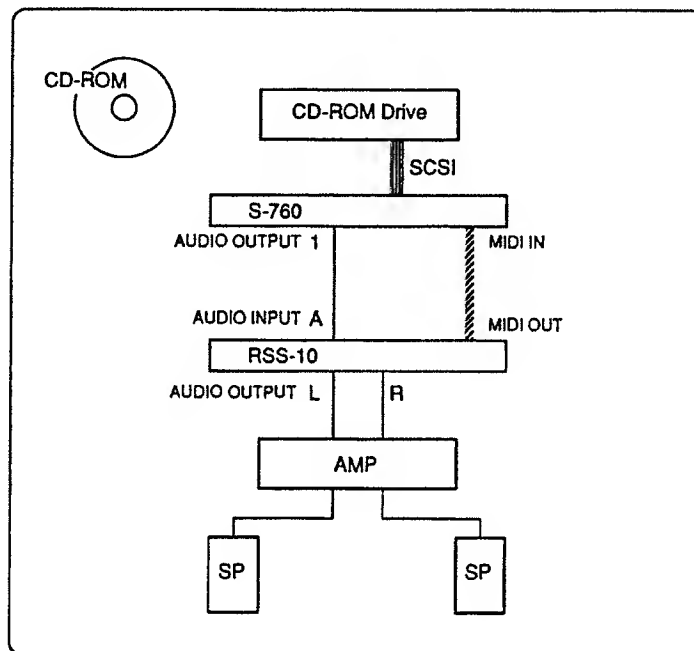 CD-ROM
CD-ROM Drive
SCSI
S-760
AUDIO OUTPUT 1
MIDI IN
AUDIO INPUT A
MIDI OUT
RSS-10
AUDIO OUTPUT L
R
AMP
SP
SP